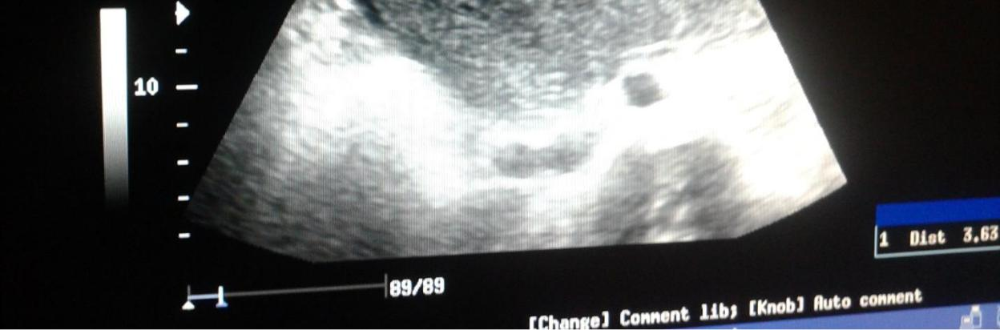 10
89/89
1 Dist 3.63
[Change] Comment lib; [Knob] Auto comment